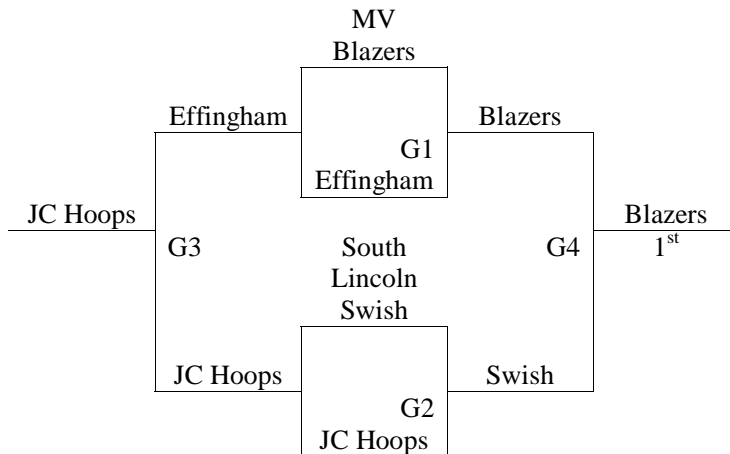 MV
Blazers
Effingham
Blazers
G1
Effingham
JC Hoops
Blazers
G3
South
G4
1st
Lincoln
Swish
JC Hoops
Swish
G2
JC Hoops